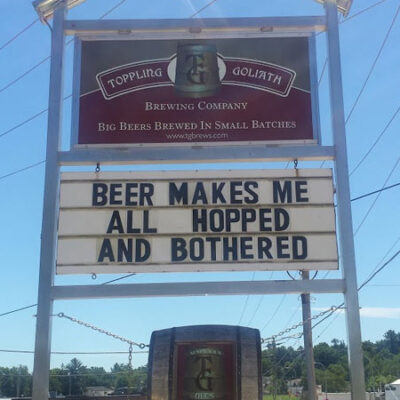 TOPPLING GOLIATH
TG
BREWING COMPANY
BIG BEERS BREWED IN SMALL BATCHES
www.tgbrews.com
BEER MAKES ME
ALL HOPPED
AND BOTHERED
TG